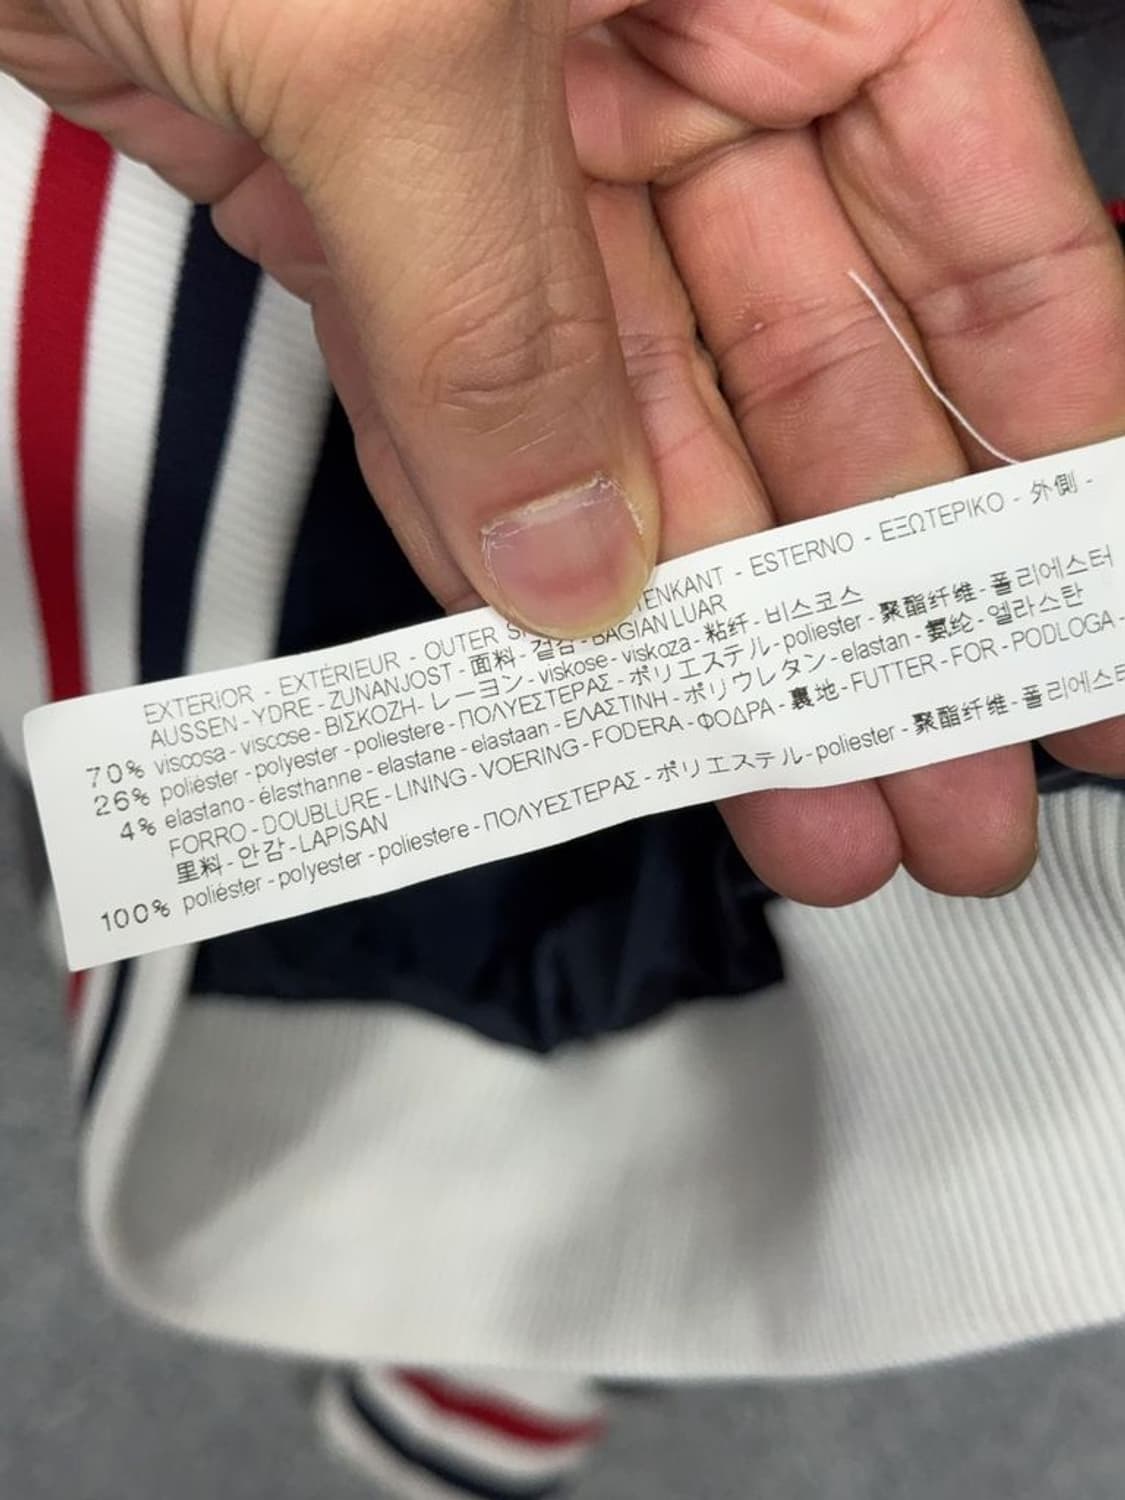 EXTERIOR - EXTÉRIEUR - OUTER - ESTERNO - ΕΞΩΤΕΡΙΚΟ - 外側 -
AUSSEN - YDRE - ZUNANJOST - 面料 - 겉감 - BAGIAN LUAR
70% viscosa - viscose - ΒΙΣΚΟΖΗ - レーヨン - viskose - viskoza - 粘纤 - 비스코스
26% poliéster - polyester - poliestere - ΠΟΛΥΕΣΤΕΡΑΣ - ポリエステル - poliester - 聚酯纤维 - 폴리에스터
4% elastano - élasthanne - elastane - elastaan - ΕΛΑΣΤΙΝΗ - ポリウレタン - elastan - 氨纶 - 엘라스탄
FORRO - DOUBLURE - LINING - VOERING - FODERA - ΦΟΔΡΑ - 裏地 - FUTTER - FOR - PODLOGA -
里料 - 안감 - LAPISAN
100% poliéster - polyester - poliestere - ΠΟΛΥΕΣΤΕΡΑΣ - ポリエステル - poliester - 聚酯纤维 -